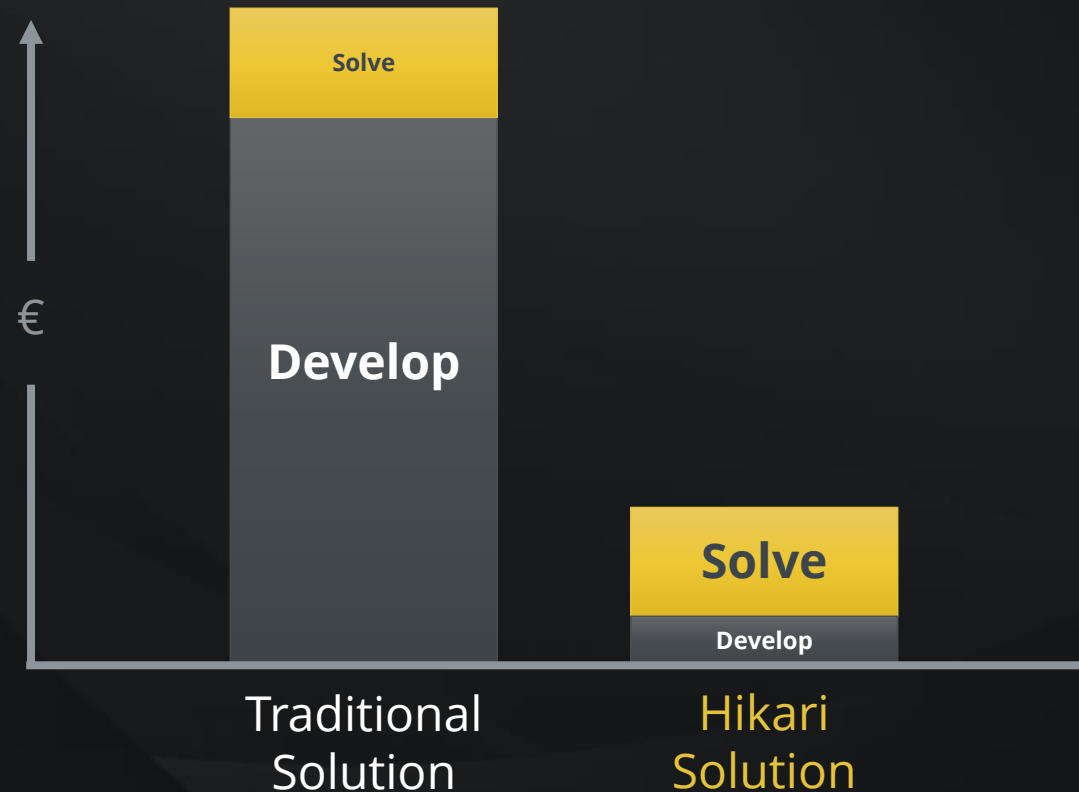 Solve
€
Develop
Solve
Develop
Traditional
Solution
Hikari
Solution